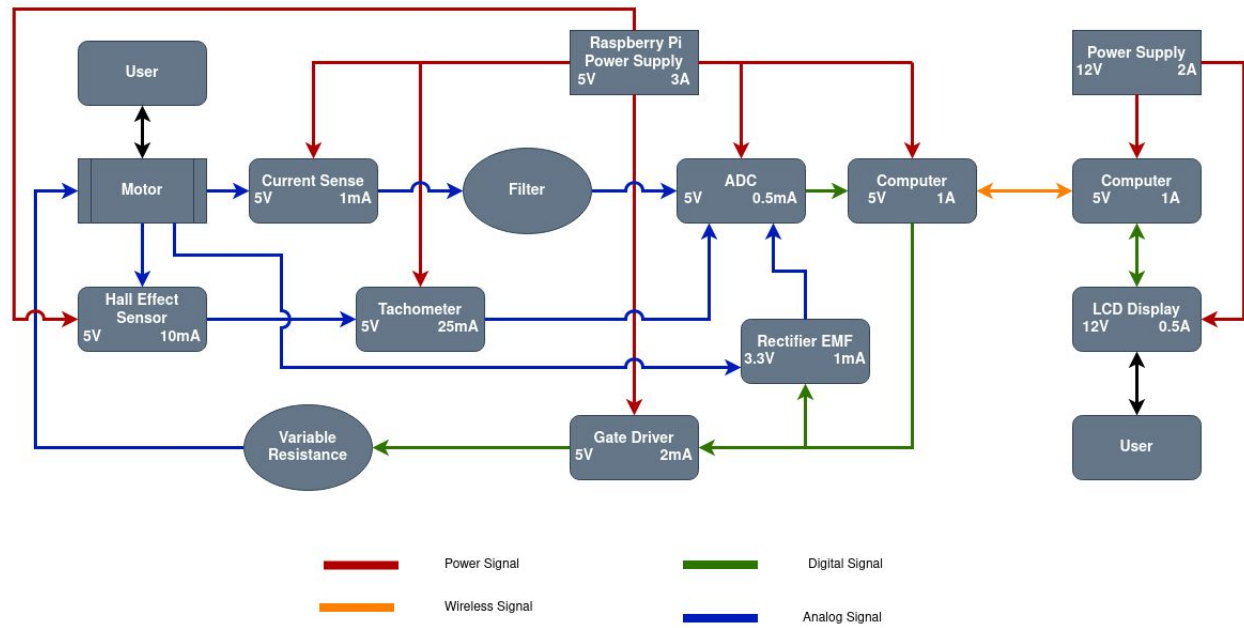 Raspberry Pi
Power Supply
5V 3A
Power Supply
12V 2A
User
Motor
Current Sense
5V 1mA
Filter
ADC
5V 0.5mA
Computer
5V 1A
Computer
5V 1A
Hall Effect
Sensor
5V 10mA
Tachometer
5V 25mA
Rectifier EMF
3.3V 1mA
LCD Display
12V 0.5A
Variable
Resistance
Gate Driver
5V 2mA
User
Power Signal
Digital Signal
Wireless Signal
Analog Signal